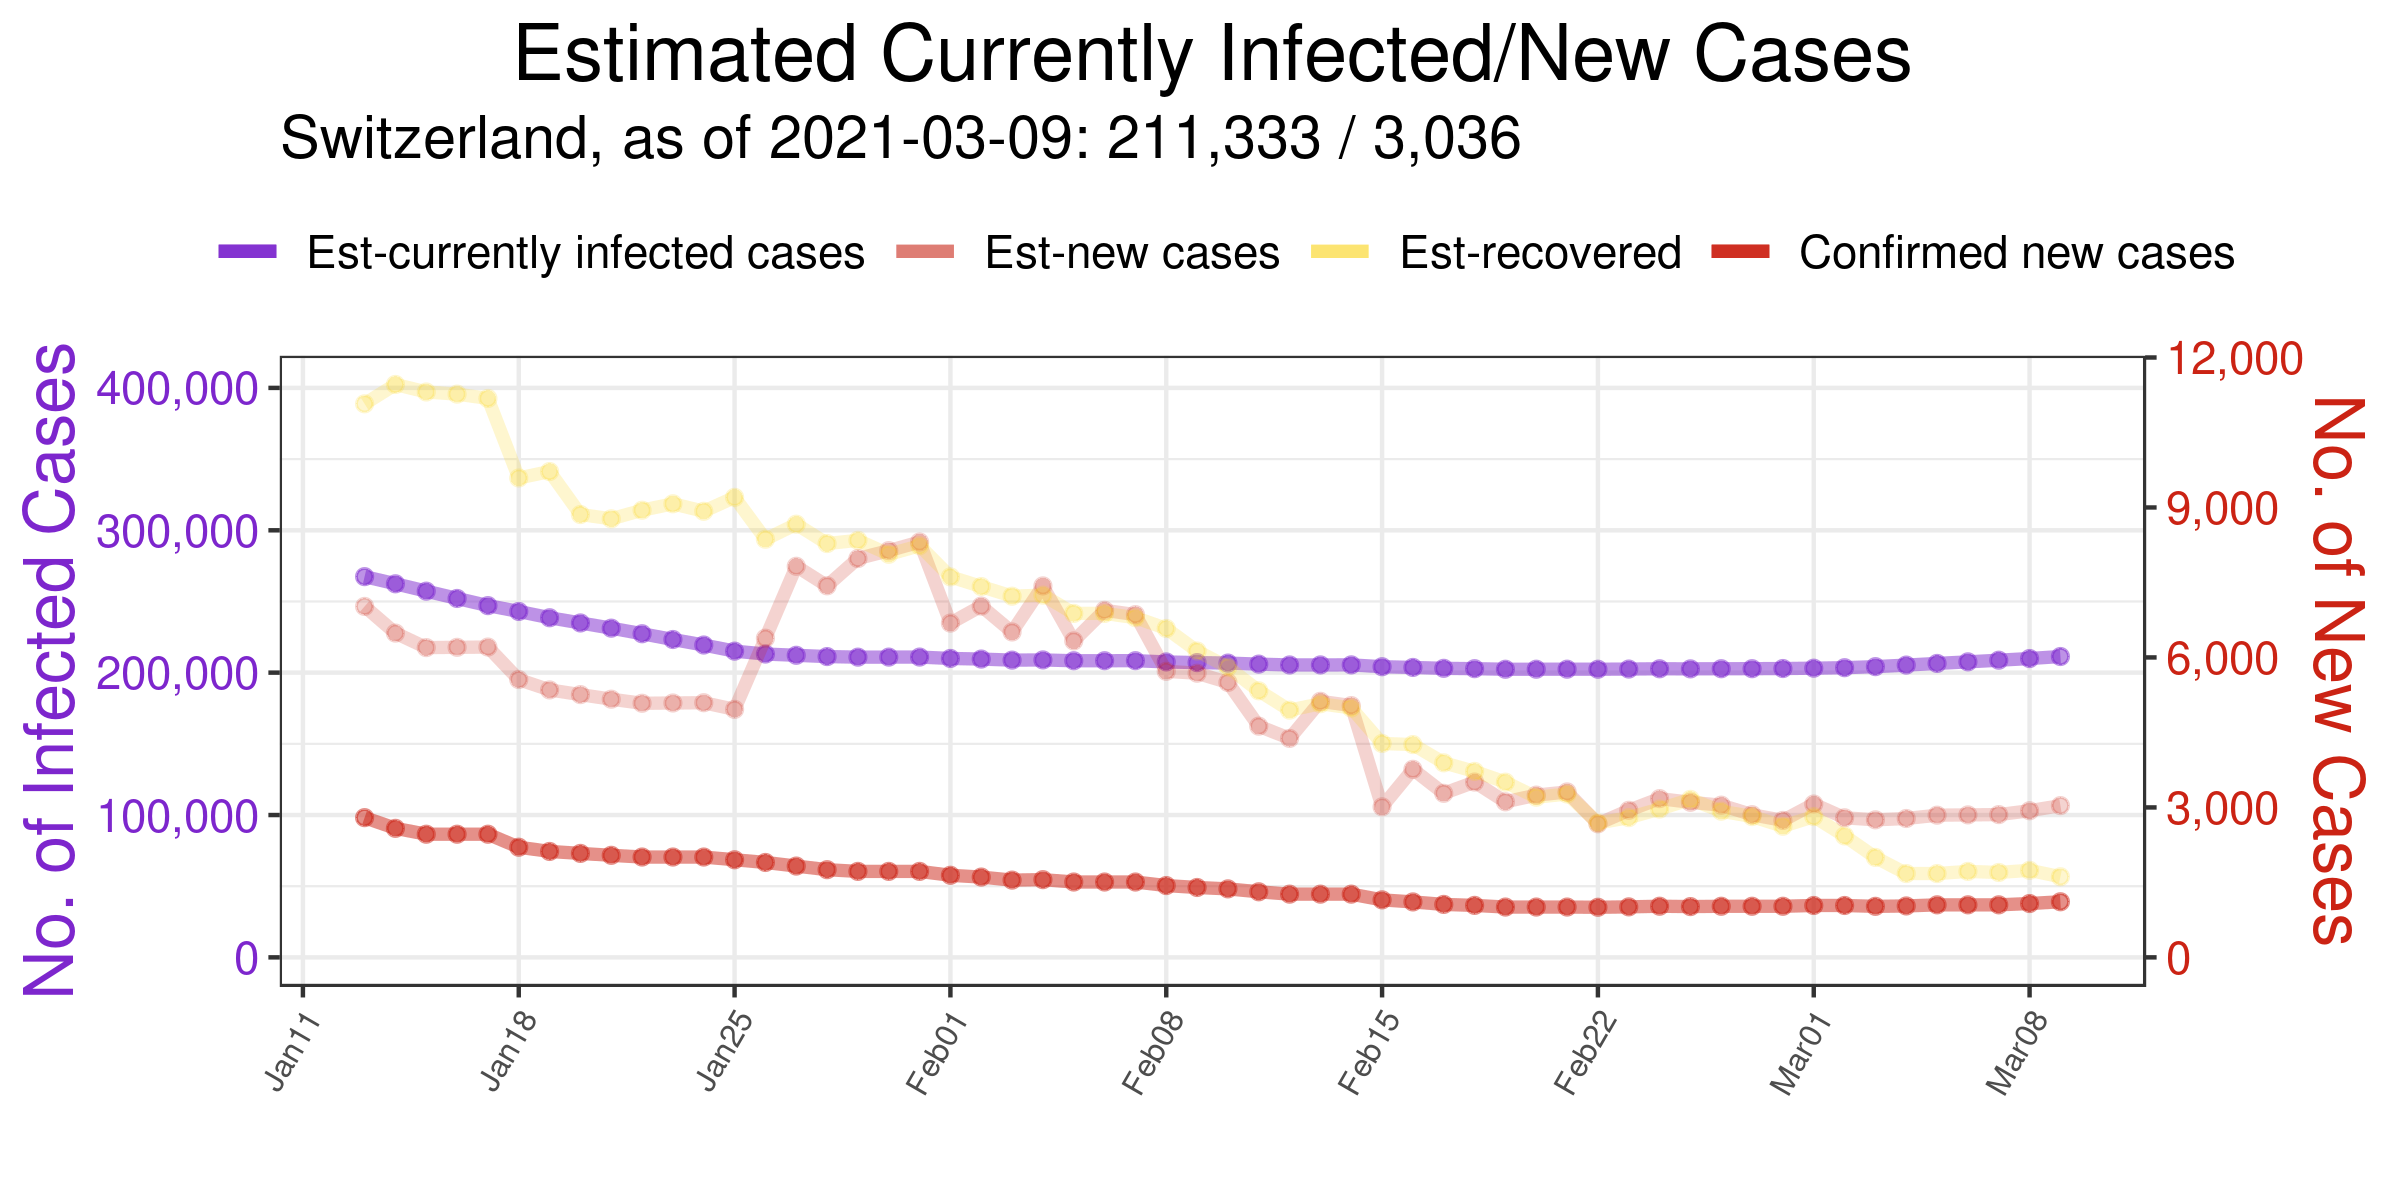 Estimated Currently Infected/New Cases
Switzerland, as of 2021-03-09: 211,333 / 3,036
Est-currently infected cases
Est-new cases
Est-recovered
Confirmed new cases
No. of Infected Cases
400,000
300,000
200,000
100,000
0
12,000
9,000
6,000
3,000
0
No. of New Cases
Jan11
Jan18
Jan25
Feb01
Feb08
Feb15
Feb22
Mar01
Mar08